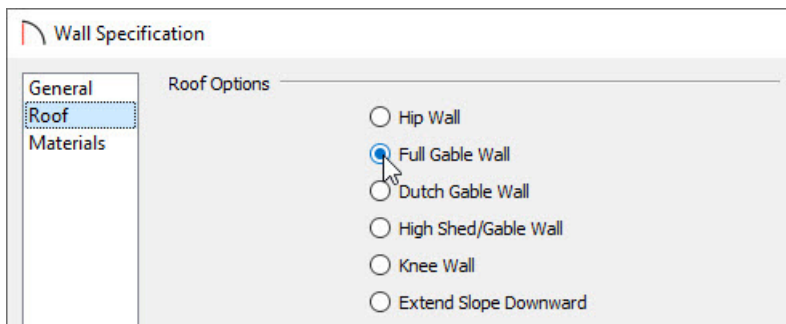 Wall Specification
General
Roof
Materials
Roof Options
Hip Wall
Full Gable Wall
Dutch Gable Wall
High Shed/Gable Wall
Knee Wall
Extend Slope Downward